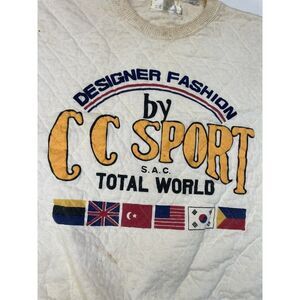 DESIGNER FASHION
by
CC SPORT
S.A.C.
TOTAL WORLD